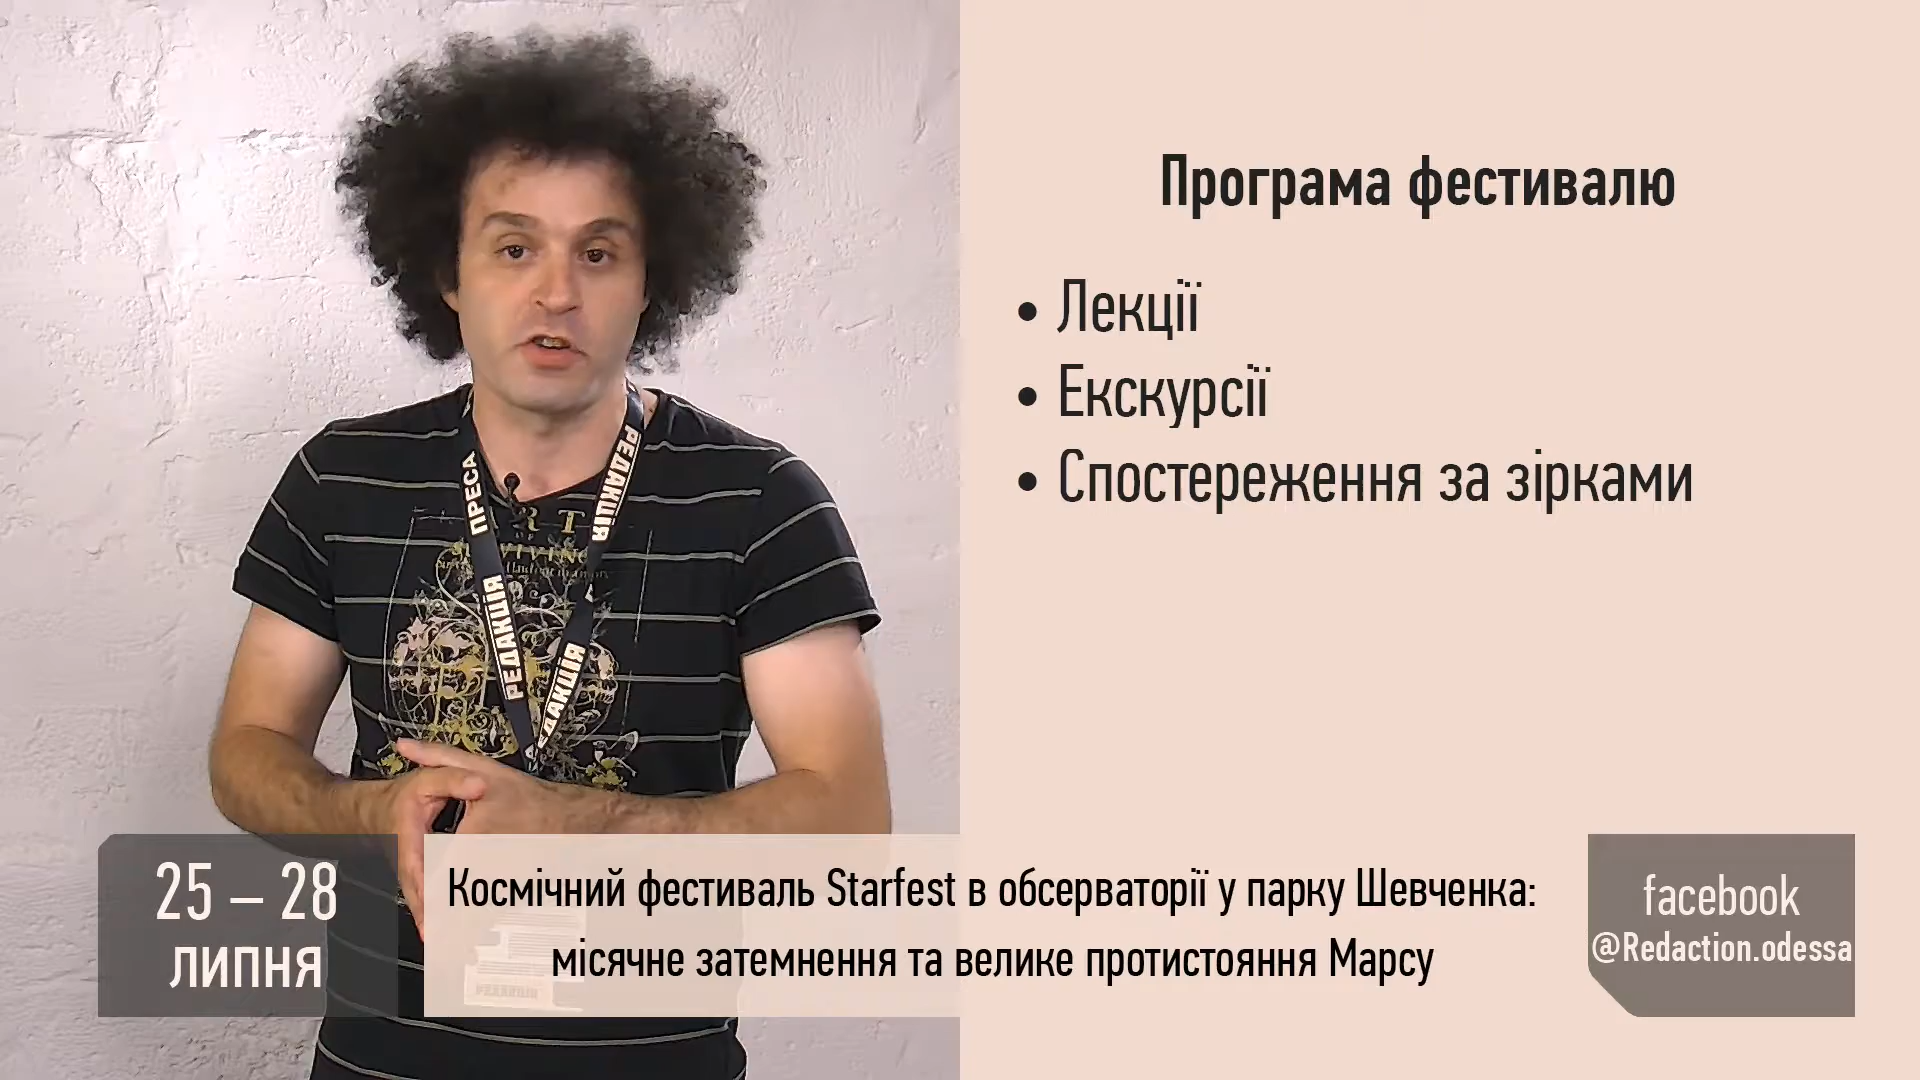 Програма фестивалю
• Лекції
• Екскурсії
• Спостереження за зірками
ПРЕСА
РЕДАКЦІЯ
РЕДАКЦІЯ
ЕДАКЦІЯ
25 – 28
ЛИПНЯ
Космічний фестиваль Starfest в обсерваторії у парку Шевченка:
місячне затемнення та велике протистояння Марсу
РЕДАКЦІЯ
facebook
@Redaction.odessa